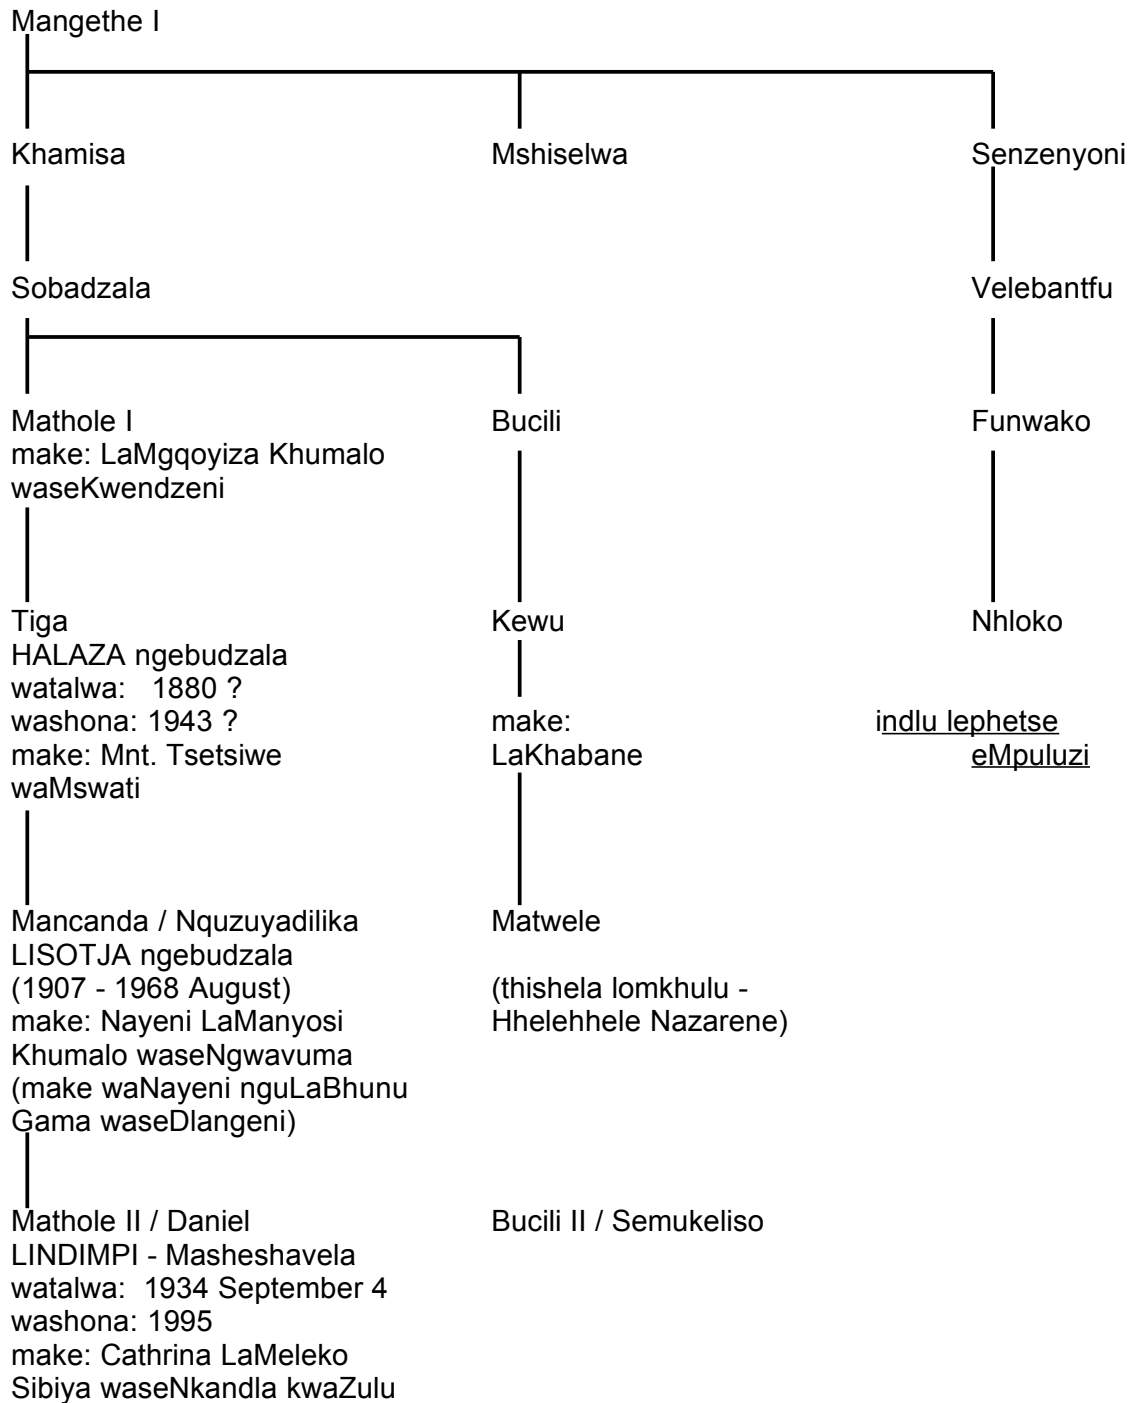 Mangethe I
Khamisa
Mshiselwa
Senzenyoni
Sobadzala
Velebantfu
Mathole I
make: LaMgqoyiza Khumalo
waseKwendzeni
Bucili
Funwako
Tiga
HALAZA ngebudzala
watalwa: 1880 ?
washona: 1943 ?
make: Mnt. Tsetsiwe
waMswati
Kewu
make:
LaKhabane
Nhloko
indlu lephetse
eMpuluzi
Mancanda / Nquzuyadilika
LISOTJA ngebudzala
(1907 - 1968 August)
make: Nayeni LaManyosi
Khumalo waseNgwavuma
(make waNayeni nguLaBhunu
Gama waseDlangeni)
Matwele
(thishela lomkhulu -
Hhelehhele Nazarene)
Mathole II / Daniel
LINDIMPI - Masheshavela
watalwa: 1934 September 4
washona: 1995
make: Cathrina LaMeleko
Sibiya waseNkandla kwaZulu
Bucili II / Semukeliso